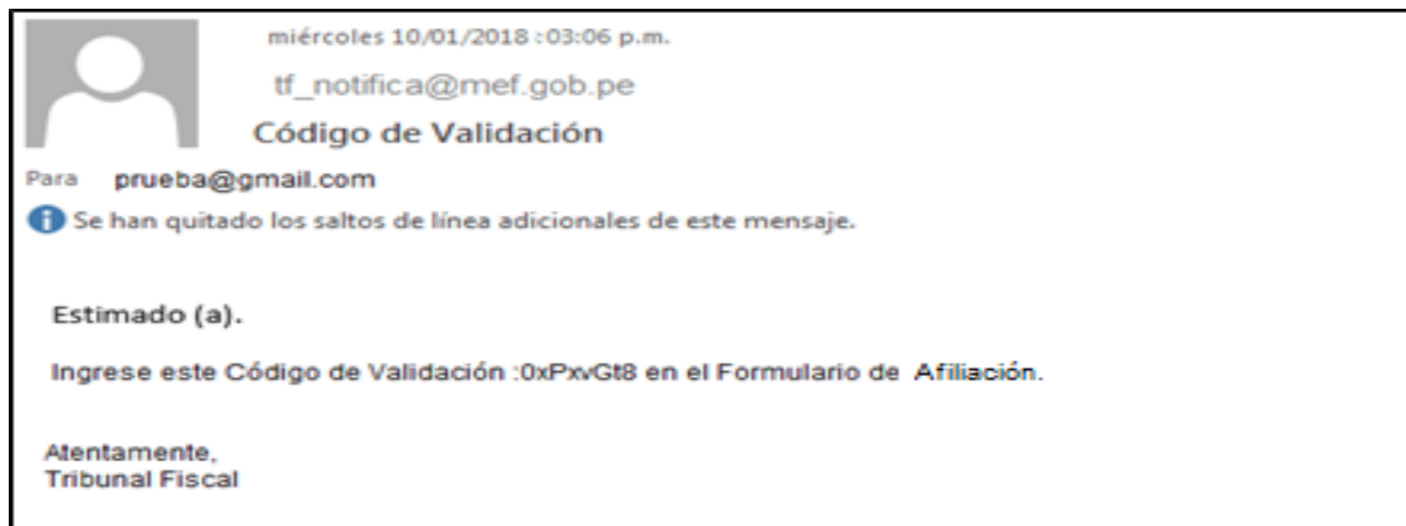 miércoles 10/01/2018 :03:06 p.m.
tf_notifica@mef.gob.pe
Código de Validación
Para prueba@gmail.com
Se han quitado los saltos de línea adicionales de este mensaje.
Estimado (a).
Ingrese este Código de Validación :0xPxvGt8 en el Formulario de Afiliación.
Atentamente,
Tribunal Fiscal